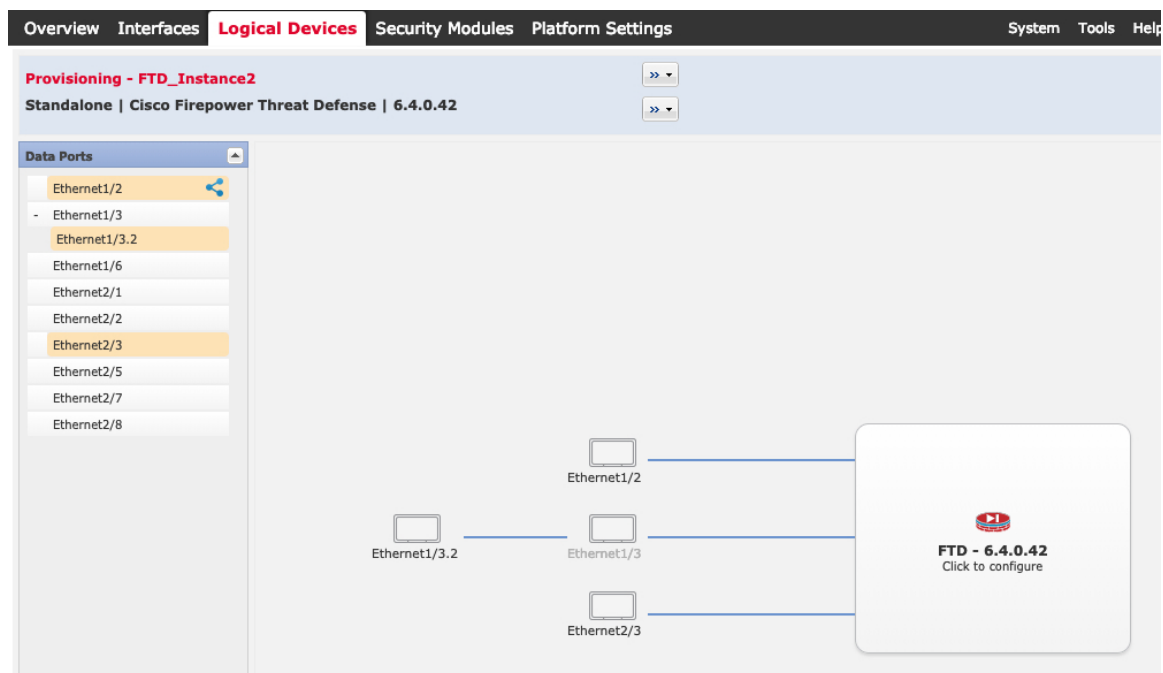 Overview Interfaces Logical Devices Security Modules Platform Settings System Tools Help
Provisioning - FTD_Instance2
Standalone | Cisco Firepower Threat Defense | 6.4.0.42
Data Ports
Ethernet1/2
- Ethernet1/3
Ethernet1/3.2
Ethernet1/6
Ethernet2/1
Ethernet2/2
Ethernet2/3
Ethernet2/5
Ethernet2/7
Ethernet2/8
Ethernet1/2
Ethernet1/3.2 Ethernet1/3
Ethernet2/3
FTD - 6.4.0.42
Click to configure